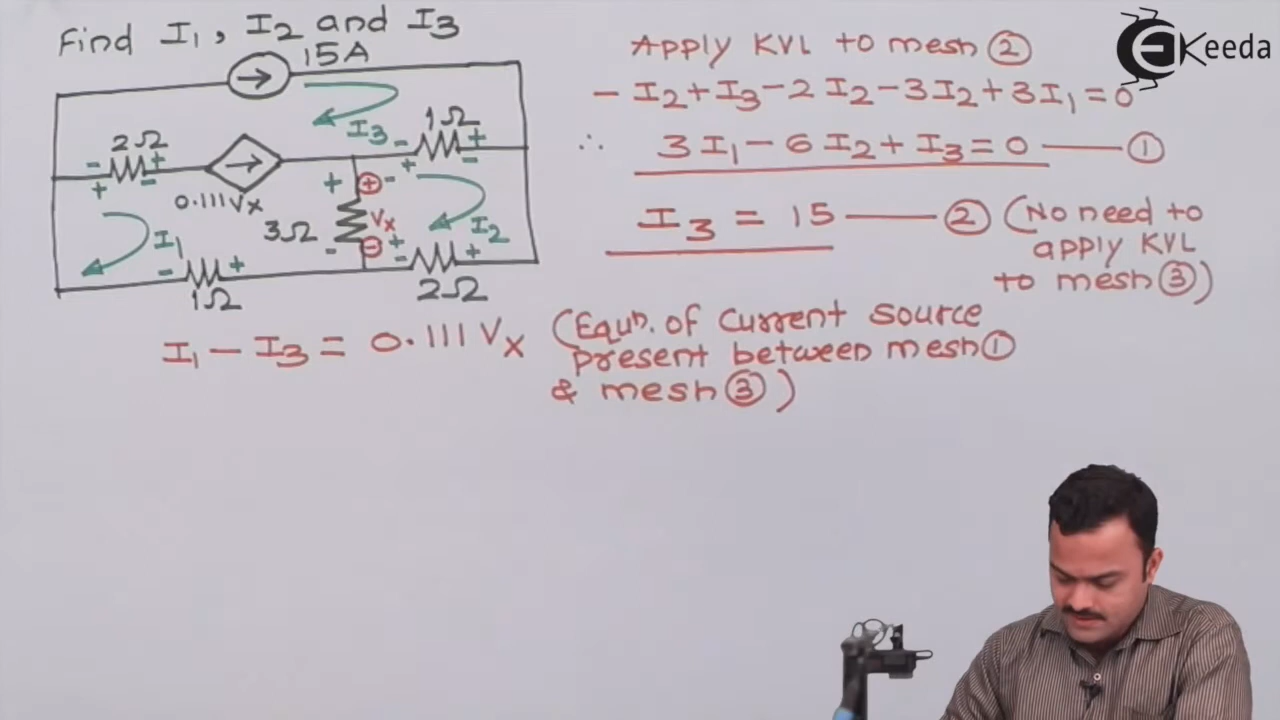 Find I1, I2 and I3
15A
I3
1Ω
2Ω
0.111Vx
3Ω
Vx
I1
I2
1Ω
2Ω
Apply KVL to mesh ②
- I2 + I3 - 2 I2 - 3 I2 + 3 I1 = 0
∴ 3 I1 - 6 I2 + I3 = 0 — ①
I3 = 15 — ② (No need to
apply KVL
to mesh ③)
I1 - I3 = 0.111 Vx (Equn. of current source
present between mesh ①
& mesh ③)
EKeeda